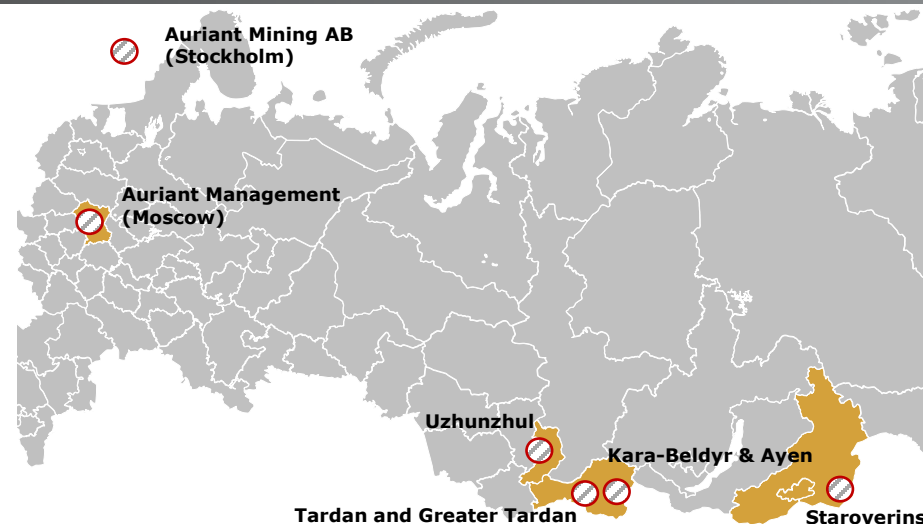 Auriant Mining AB
(Stockholm)
Auriant Management
(Moscow)
Uzhunzhul
Kara-Beldyr & Ayen
Tardan and Greater Tardan
Staroverins